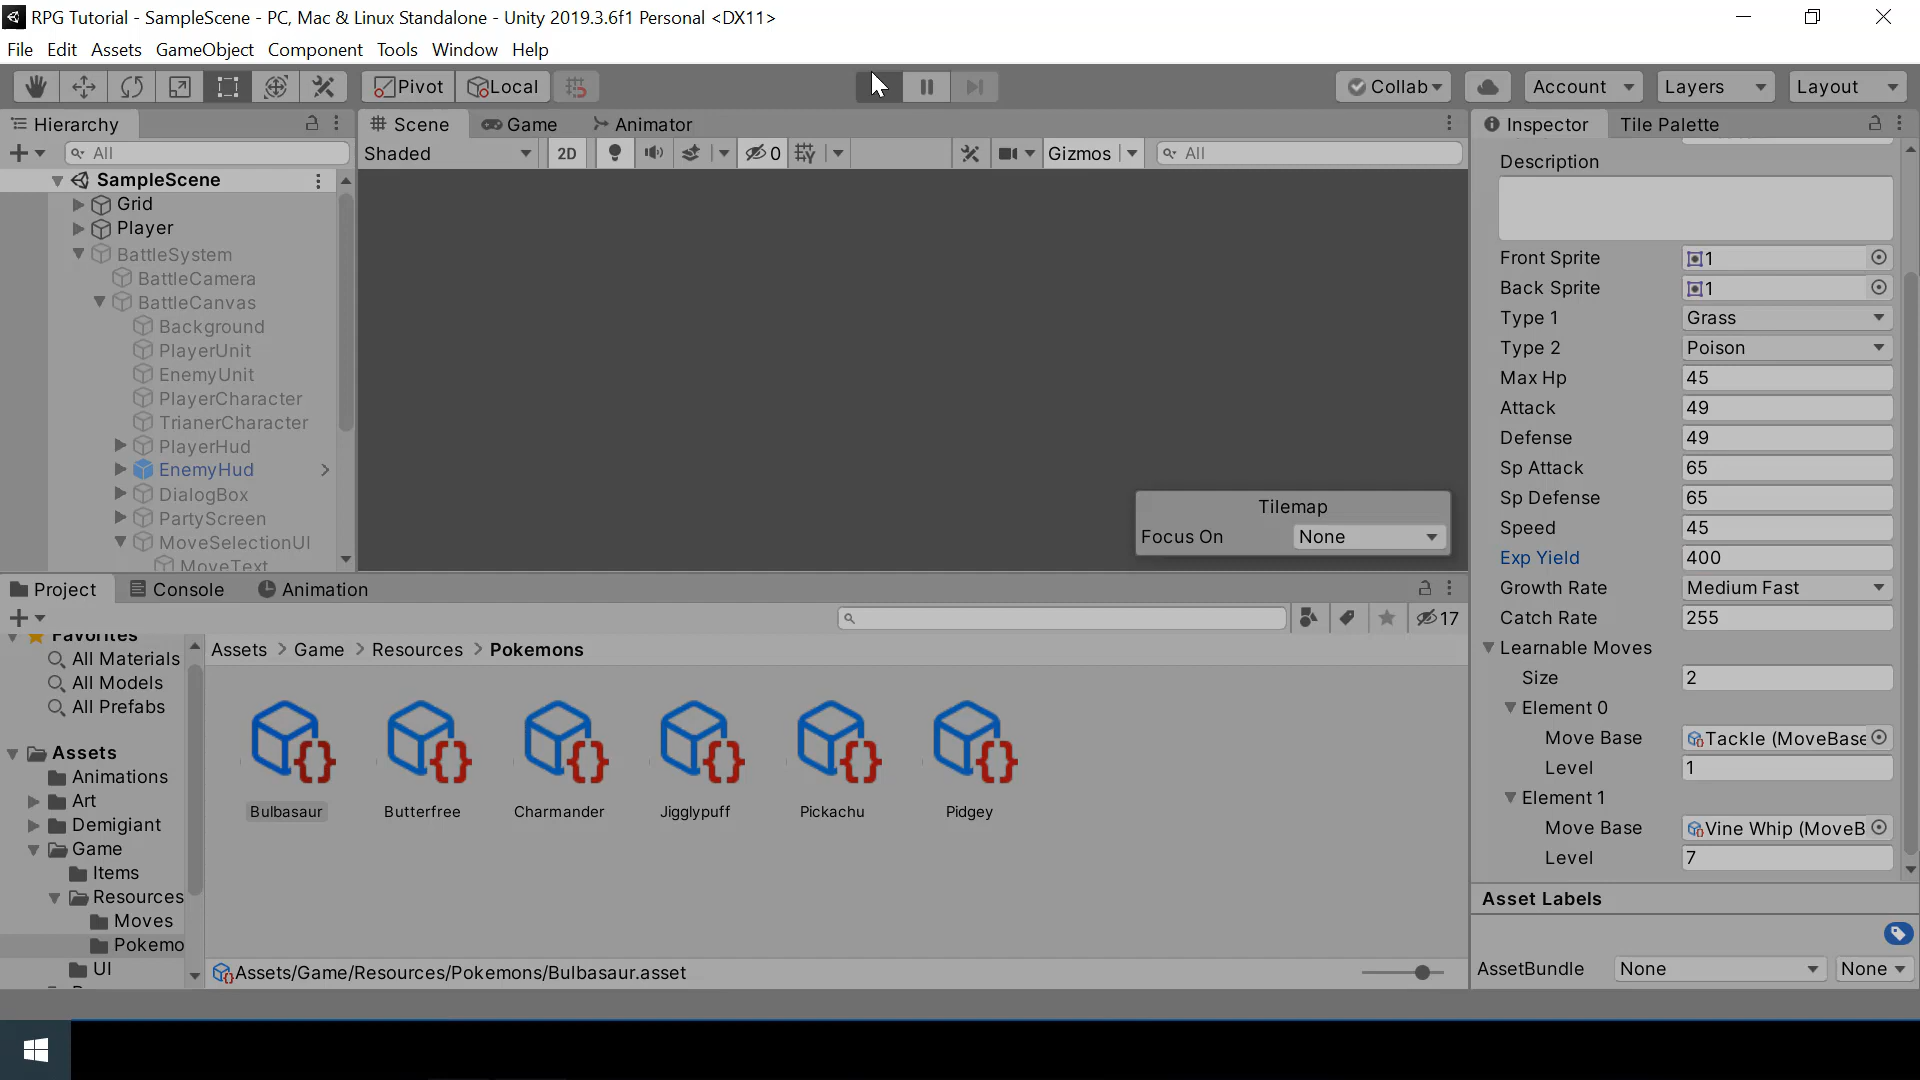 RPG Tutorial - SampleScene - PC, Mac & Linux Standalone - Unity 2019.3.6f1 Personal <DX11>
File Edit Assets GameObject Component Tools Window Help
Pivot Local Collab Account Layers Layout
Hierarchy
All
SampleScene
Grid
Player
BattleSystem
BattleCamera
BattleCanvas
Background
PlayerUnit
EnemyUnit
PlayerCharacter
TrianerCharacter
PlayerHud
EnemyHud
DialogBox
PartyScreen
MoveSelectionUI
MoveText
Scene Game Animator
Shaded 2D 0 Gizmos All
Tilemap
Focus On None
Inspector Tile Palette
Description
Front Sprite 1
Back Sprite 1
Type 1 Grass
Type 2 Poison
Max Hp 45
Attack 49
Defense 49
Sp Attack 65
Sp Defense 65
Speed 45
Exp Yield 400
Growth Rate Medium Fast
Catch Rate 255
Learnable Moves
Size 2
Element 0
Move Base Tackle (MoveBase
Level 1
Element 1
Move Base Vine Whip (MoveB
Level 7
Asset Labels
AssetBundle None None
Project Console Animation
17
Favorites
All Materials
All Models
All Prefabs
Assets
Animations
Art
Demigiant
Game
Items
Resources
Moves
Pokemo
UI
Assets > Game > Resources > Pokemons
Bulbasaur Butterfree Charmander Jigglypuff Pickachu Pidgey
Assets/Game/Resources/Pokemons/Bulbasaur.asset